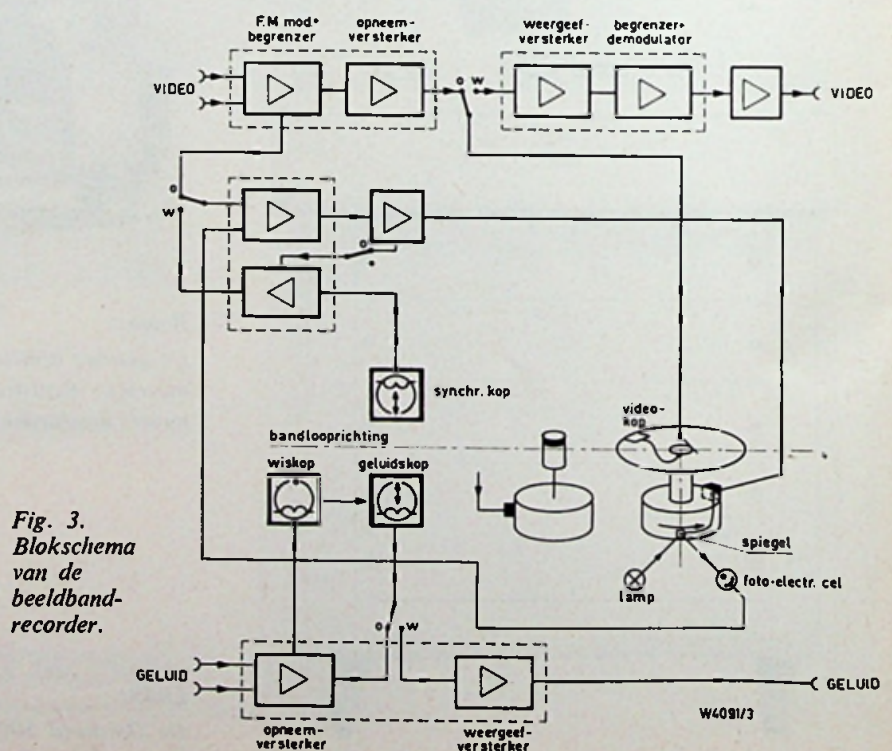 F.M mod+
begrenzer
opneem-
versterker
weergeef-
versterker
begrenzer+
demodulator
VIDEO
o w
VIDEO
o
w
o
synchr. kop
bandlooprichting
video-
kop
wiskop
geluidskop
spiegel
lamp
foto-electr. cel
Fig. 3.
Blokschema
van de
beeldband-
recorder.
o w
GELUID
GELUID
W4091/3
opneem-
versterker
weergeef-
versterker